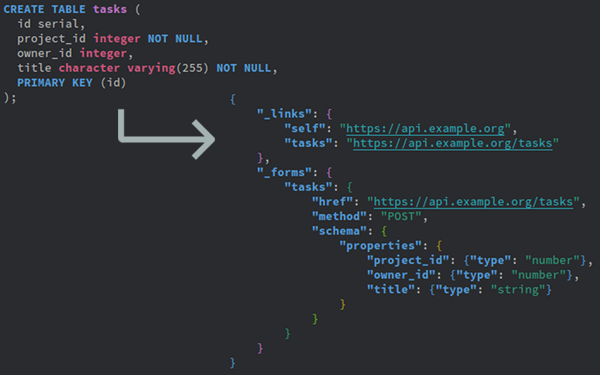 CREATE TABLE tasks (
  id serial,
  project_id integer NOT NULL,
  owner_id integer,
  title character varying(255) NOT NULL,
  PRIMARY KEY (id)
);
{
    "_links": {
        "self": "https://api.example.org",
        "tasks": "https://api.example.org/tasks"
    },
    "_forms": {
        "tasks": {
            "href": "https://api.example.org/tasks",
            "method": "POST",
            "schema": {
                "properties": {
                    "project_id": {"type": "number"},
                    "owner_id": {"type": "number"},
                    "title": {"type": "string"}
                }
            }
        }
    }
}